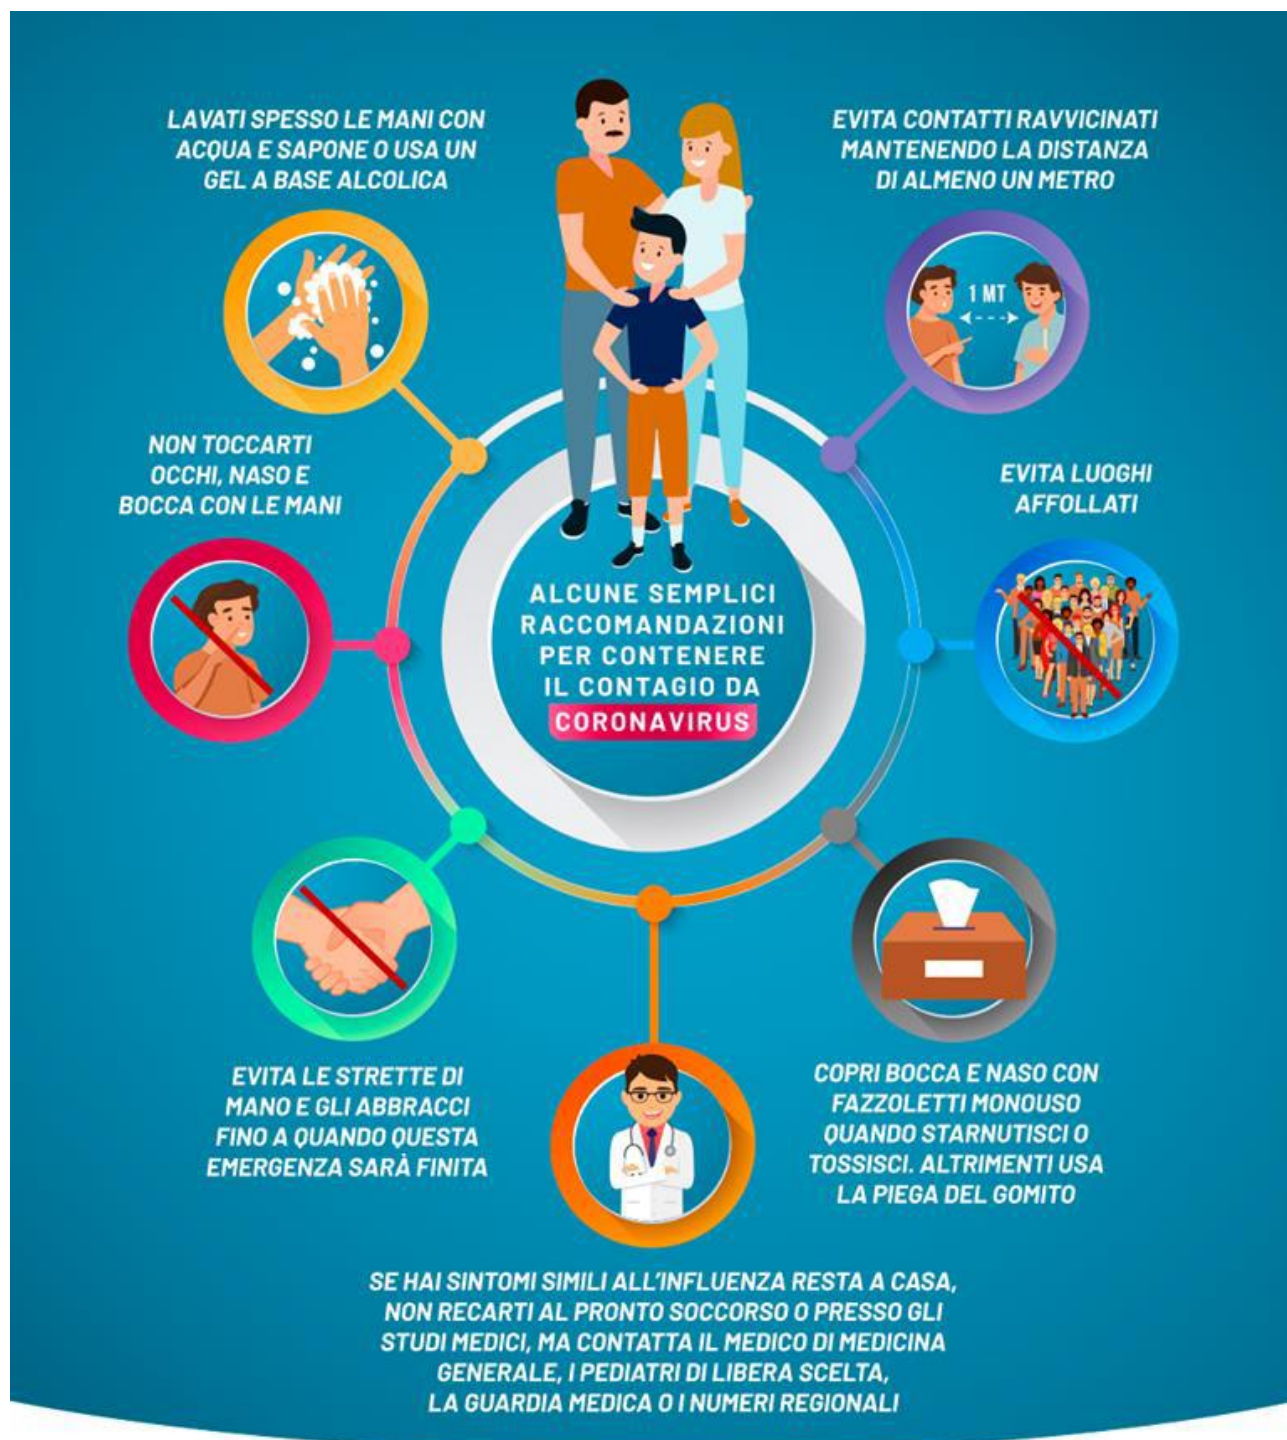 LAVATI SPESSO LE MANI CON
ACQUA E SAPONE O USA UN
GEL A BASE ALCOLICA
EVITA CONTATTI RAVVICINATI
MANTENENDO LA DISTANZA
DI ALMENO UN METRO
1 MT
NON TOCCARTI
OCCHI, NASO E
BOCCA CON LE MANI
EVITA LUOGHI
AFFOLLATI
ALCUNE SEMPLICI
RACCOMANDAZIONI
PER CONTENERE
IL CONTAGIO DA
CORONAVIRUS
EVITA LE STRETTE DI
MANO E GLI ABBRACCI
FINO A QUANDO QUESTA
EMERGENZA SARÀ FINITA
COPRI BOCCA E NASO CON
FAZZOLETTI MONOUSO
QUANDO STARNUTISCI O
TOSSISCI. ALTRIMENTI USA
LA PIEGA DEL GOMITO
SE HAI SINTOMI SIMILI ALL'INFLUENZA RESTA A CASA,
NON RECARTI AL PRONTO SOCCORSO O PRESSO GLI
STUDI MEDICI, MA CONTATTA IL MEDICO DI MEDICINA
GENERALE, I PEDIATRI DI LIBERA SCELTA,
LA GUARDIA MEDICA O I NUMERI REGIONALI